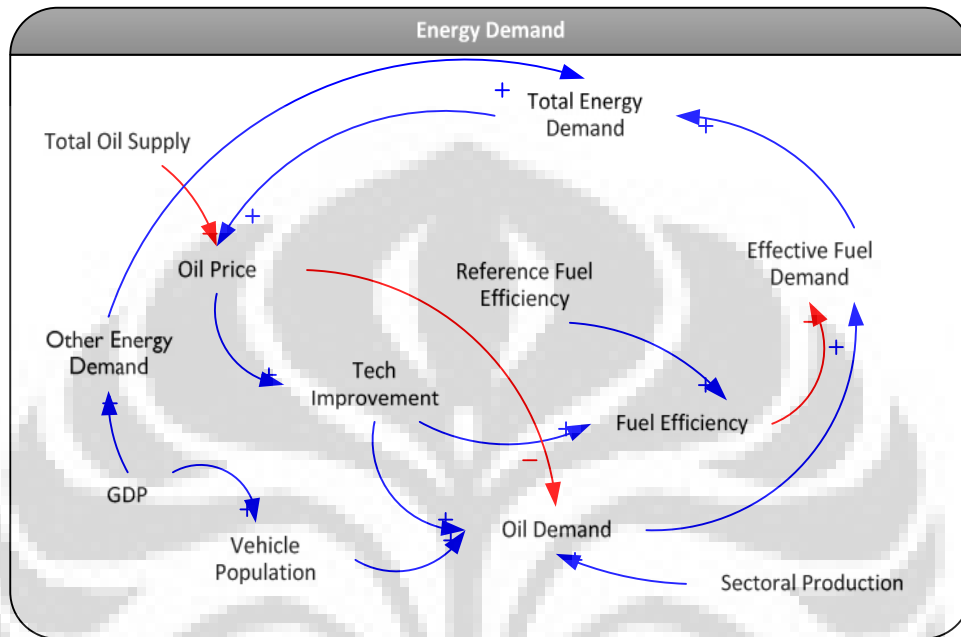 Energy Demand
Total Energy
Demand
+
+
Total Oil Supply
+
−
Oil Price
Effective Fuel
Demand
Reference Fuel
Efficiency
−
+
Other Energy
Demand
+
Tech
Improvement
+
+
Fuel Efficiency
+
−
GDP
+
Oil Demand
+
+
Vehicle
Population
+
Sectoral Production